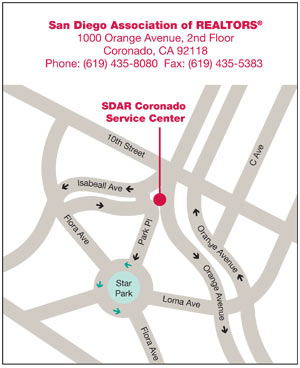 San Diego Association of REALTORS®
1000 Orange Avenue, 2nd Floor
Coronado, CA 92118
Phone: (619) 435-8080 Fax: (619) 435-5383
SDAR Coronado
Service Center
10th Street
C Ave
Isabeall Ave
Flora Ave
Park Pl
Orange Avenue
Orange Avenue
Star
Park
Loma Ave
Flora Ave